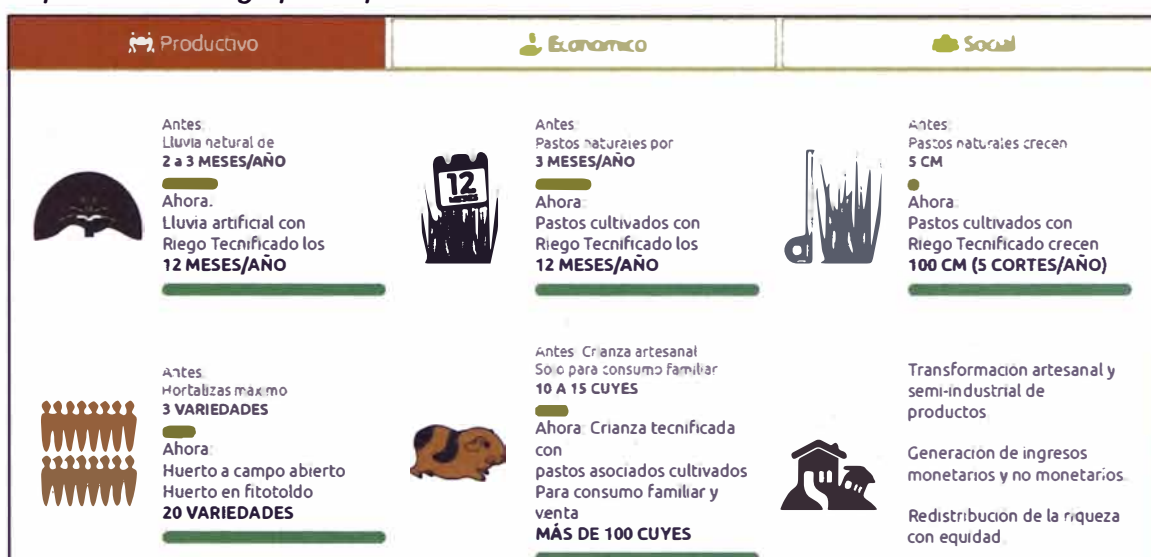 Productivo
Economico
Social
Antes:
Lluvia natural de
2 a 3 MESES/AÑO
Ahora:
Lluvia artificial con
Riego Tecnificado los
12 MESES/AÑO
12
MESES
Antes:
Pastos naturales por
3 MESES/AÑO
Ahora:
Pastos cultivados con
Riego Tecnificado los
12 MESES/AÑO
Antes:
Pastos naturales crecen
5 CM
Ahora:
Pastos cultivados con
Riego Tecnificado crecen
100 CM (5 CORTES/AÑO)
Antes:
Hortalizas maximo
3 VARIEDADES
Ahora:
Huerto a campo abierto
Huerto en fitotoldo
20 VARIEDADES
Antes: Crianza artesanal
Solo para consumo familiar
10 A 15 CUYES
Ahora: Crianza tecnificada
con
pastos asociados cultivados
Para consumo familiar y
venta
MÁS DE 100 CUYES
Transformación artesanal y
semi-industrial de
productos
Generación de ingresos
monetarios y no monetarios
Redistribución de la riqueza
con equidad